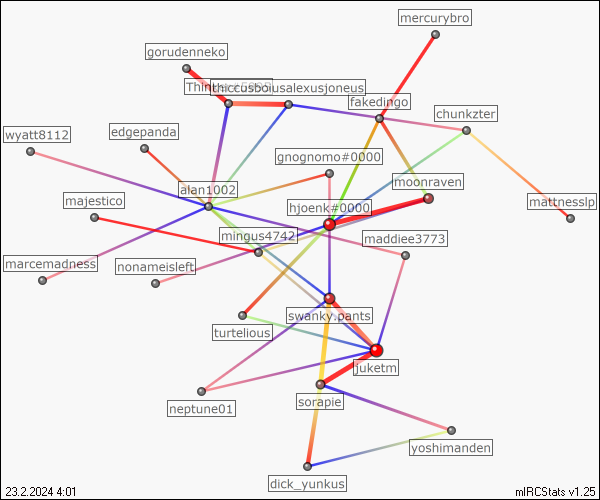 mercurybro
gorudenneko
thaccusboiusalexusjoneus
fakedingo
chunkzter
wyatt8112
edgepanda
gnognomo#0000
moonraven
alan1002
majestico
hjoenk#0000
mattnesslp
mingus4742
maddiee3773
marcemadness
nonameisleft
swanky.pants
turtelious
juketm
neptune01
sorapie
yoshimanden
dick_yunkus
23.2.2024 4:01
mIRCStats v1.25